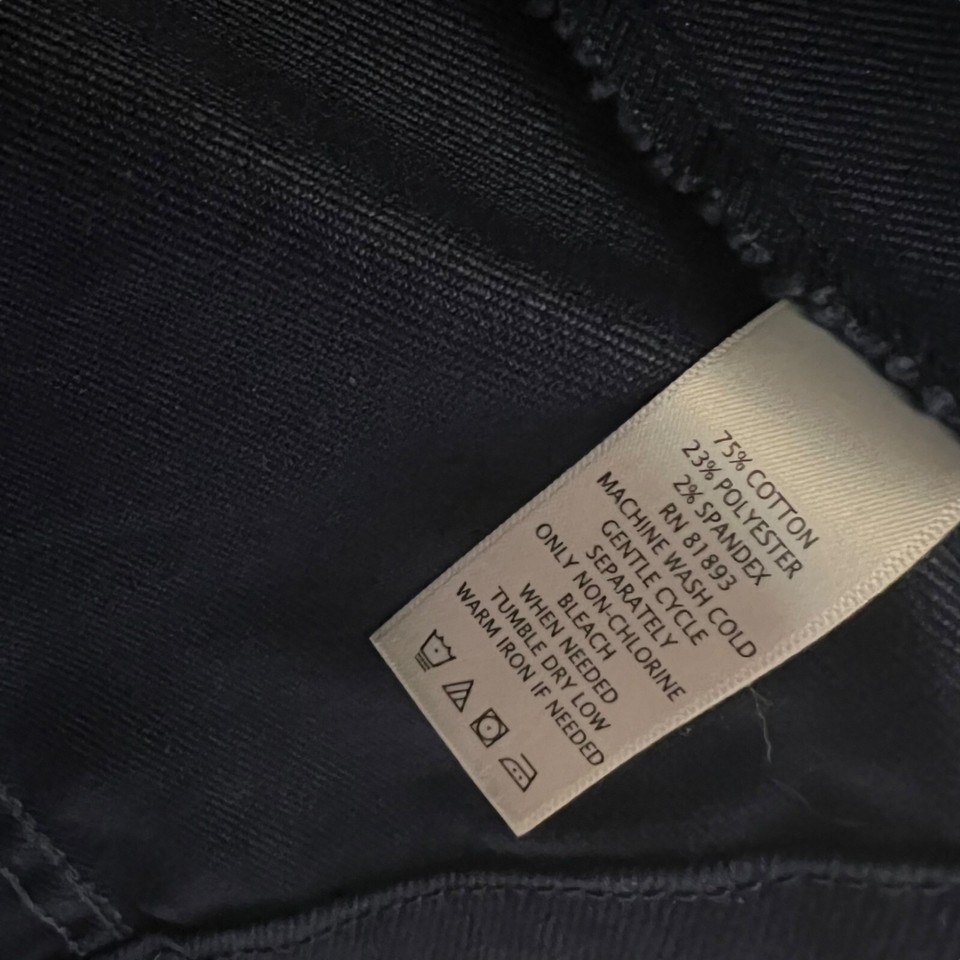 75% COTTON
23% POLYESTER
2% SPANDEX
RN 81893
MACHINE WASH COLD
GENTLE CYCLE
SEPARATELY
ONLY NON-CHLORINE
BLEACH
WHEN NEEDED
TUMBLE DRY LOW
WARM IRON IF NEEDED